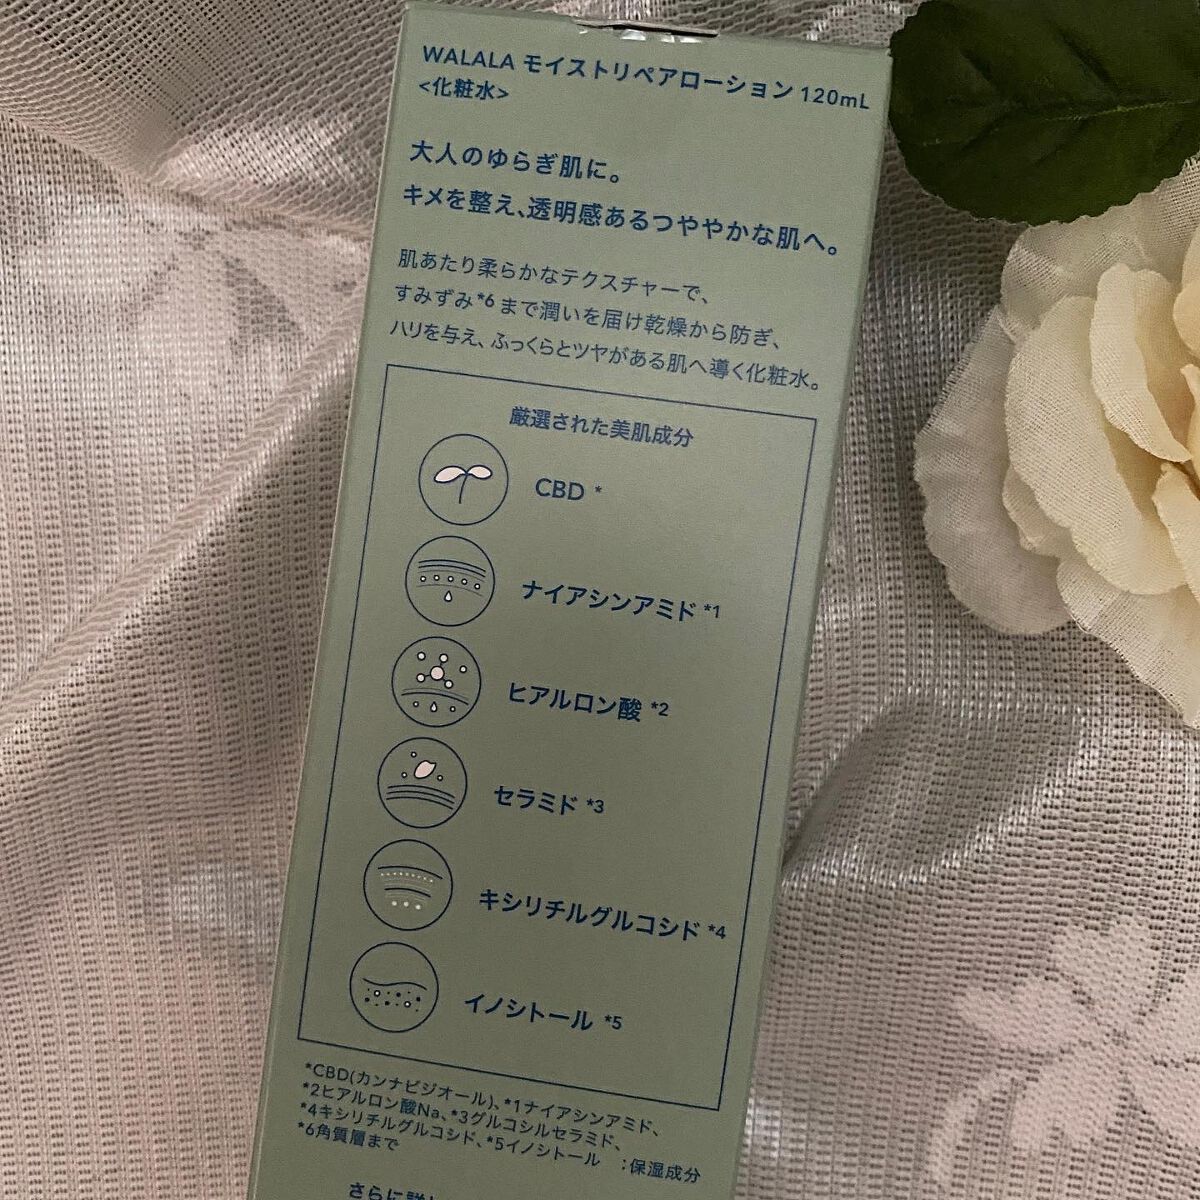 WALALA モイストリペアローション 120mL
<化粧水>
大人のゆらぎ肌に。
キメを整え、透明感あるつややかな肌へ。
肌あたり柔らかなテクスチャーで、
すみずみ*6まで潤いを届け乾燥から防ぎ、
ハリを与え、ふっくらとツヤがある肌へ導く化粧水。
厳選された美肌成分
CBD *
ナイアシンアミド *1
ヒアルロン酸 *2
セラミド *3
キシリチルグルコシド *4
イノシトール *5
*CBD(カンナビジオール)、*1ナイアシンアミド、
*2ヒアルロン酸Na、*3グルコシルセラミド、
*4キシリチルグルコシド、*5イノシトール :保湿成分
*6角質層まで
さらに詳し